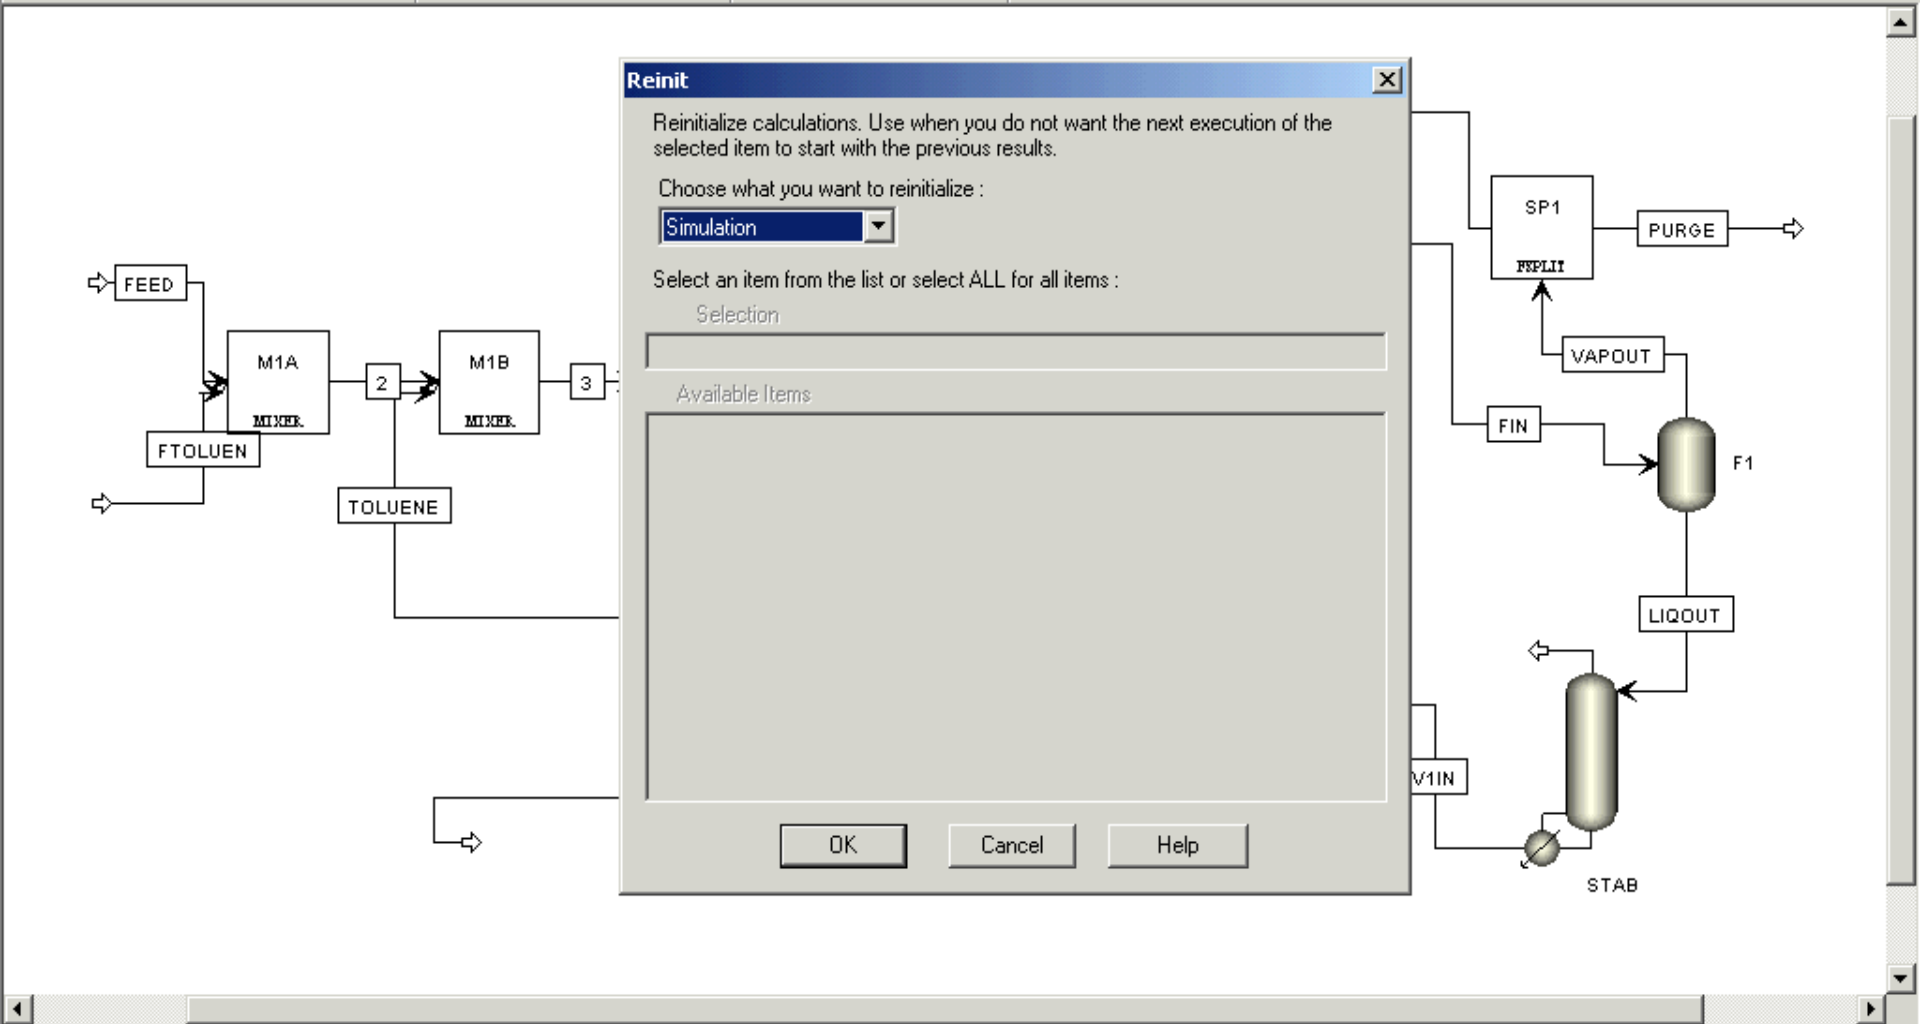 Reinit
Reinitialize calculations. Use when you do not want the next execution of the
selected item to start with the previous results.
Choose what you want to reinitialize :
Simulation
Select an item from the list or select ALL for all items :
Selection
Available Items
OK
Cancel
Help
FEED
M1A
MIXER
FTOLUEN
2
TOLUENE
M1B
MIXER
3
SP1
FSPLIT
PURGE
VAPOUT
FIN
F1
LIQOUT
V1IN
STAB